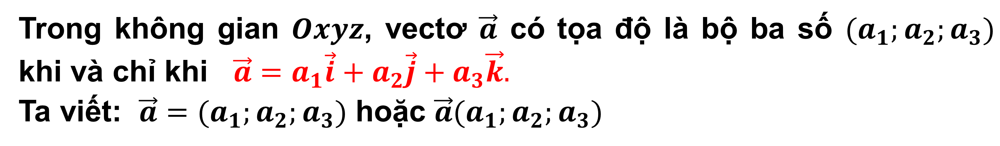 Trong không gian Oxyz, vectơ $\vec{a}$ có tọa độ là bộ ba số $(a_1; a_2; a_3)$
khi và chỉ khi $\vec{a} = a_1\vec{i} + a_2\vec{j} + a_3\vec{k}$.
Ta viết: $\vec{a} = (a_1; a_2; a_3)$ hoặc $\vec{a}(a_1; a_2; a_3)$